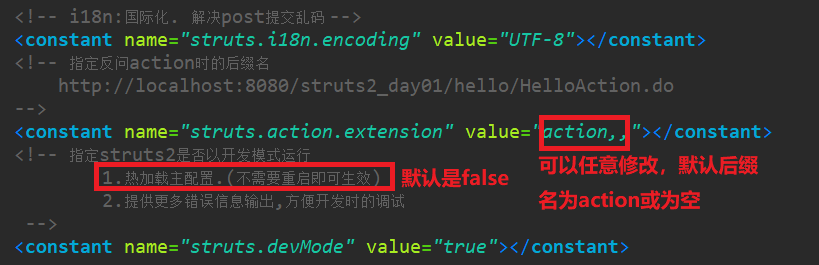 <!-- i18n:国际化. 解决post提交乱码 -->
<constant name="struts.i18n.encoding" value="UTF-8"></constant>
<!-- 指定反问action时的后缀名
http://localhost:8080/struts2_day01/hello/HelloAction.do
-->
<constant name="struts.action.extension" value="action,,"></constant>
<!-- 指定struts2是否以开发模式运行
1.热加载主配置.(不需要重启即可生效) 默认是false
2.提供更多错误信息输出,方便开发时的调试
-->
<constant name="struts.devMode" value="true"></constant>
可以任意修改，默认后缀
名为action或为空